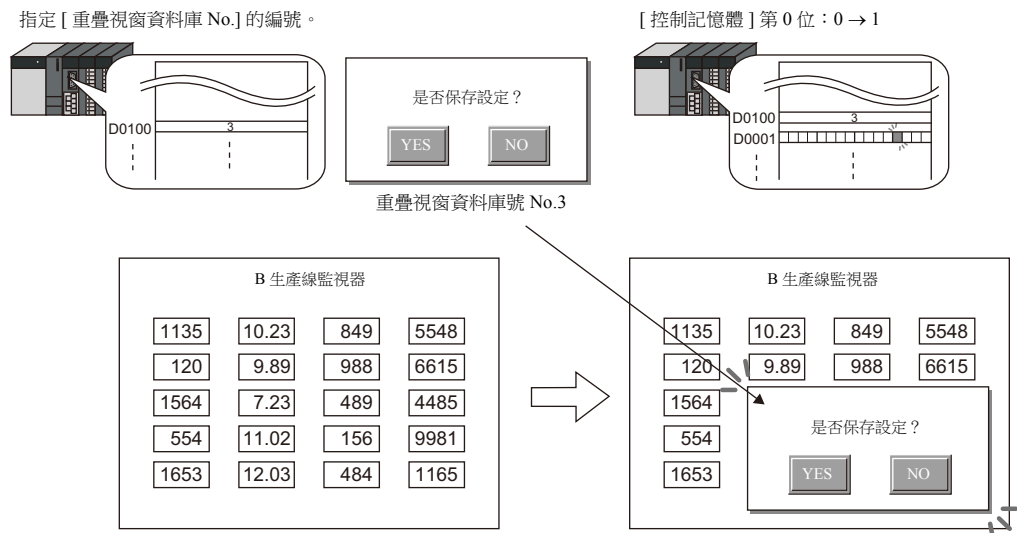 指定 [ 重疊視窗資料庫 No.] 的編號。
[ 控制記憶體 ] 第 0 位：0 → 1
D0100
3
是否保存設定？
YES NO
重疊視窗資料庫號 No.3
D0100
3
D0001
B 生產線監視器
1135 10.23 849 5548
120 9.89 988 6615
1564 7.23 489 4485
554 11.02 156 9981
1653 12.03 484 1165
B 生產線監視器
1135 10.23 849 5548
120 9.89 988 6615
1564
554
1653
是否保存設定？
YES NO